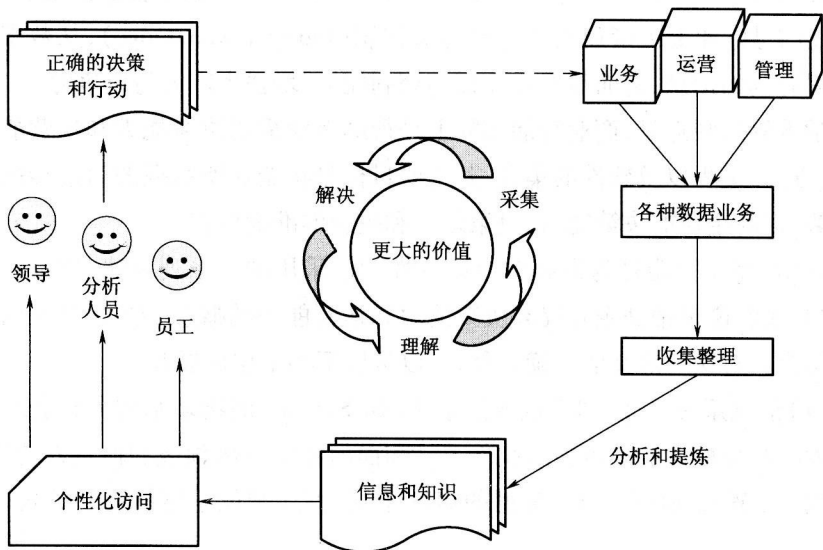 正确的决策
和行动
业务
运营
管理
解决
采集
更大的价值
理解
各种数据业务
领导
分析
人员
员工
收集整理
分析和提炼
个性化访问
信息和知识